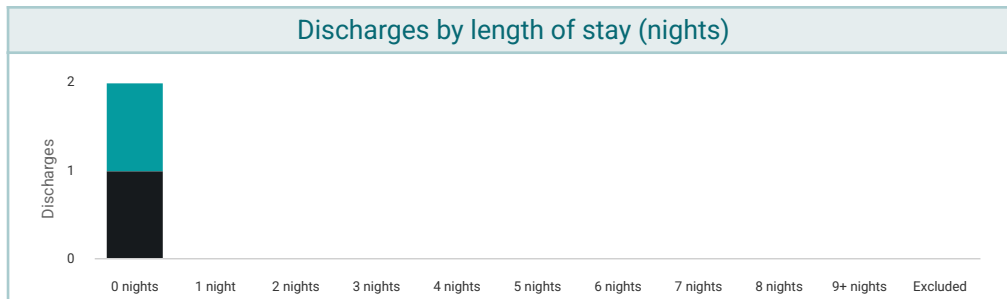 Discharges by length of stay (nights)
Discharges
2
1
0
0 nights 1 night 2 nights 3 nights 4 nights 5 nights 6 nights 7 nights 8 nights 9+ nights Excluded